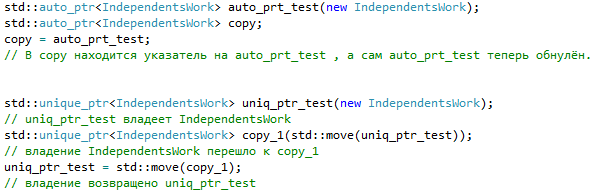 std::auto_ptr<IndependentsWork> auto_prt_test(new IndependentsWork);
std::auto_ptr<IndependentsWork> copy;
copy = auto_prt_test;
// В copy находится указатель на auto_prt_test , а сам auto_prt_test теперь обнулён.
std::unique_ptr<IndependentsWork> uniq_ptr_test(new IndependentsWork);
// uniq_ptr_test владеет IndependentsWork
std::unique_ptr<IndependentsWork> copy_1(std::move(uniq_ptr_test));
// владение IndependentsWork перешло к copy_1
uniq_ptr_test = std::move(copy_1);
// владение возвращено uniq_ptr_test